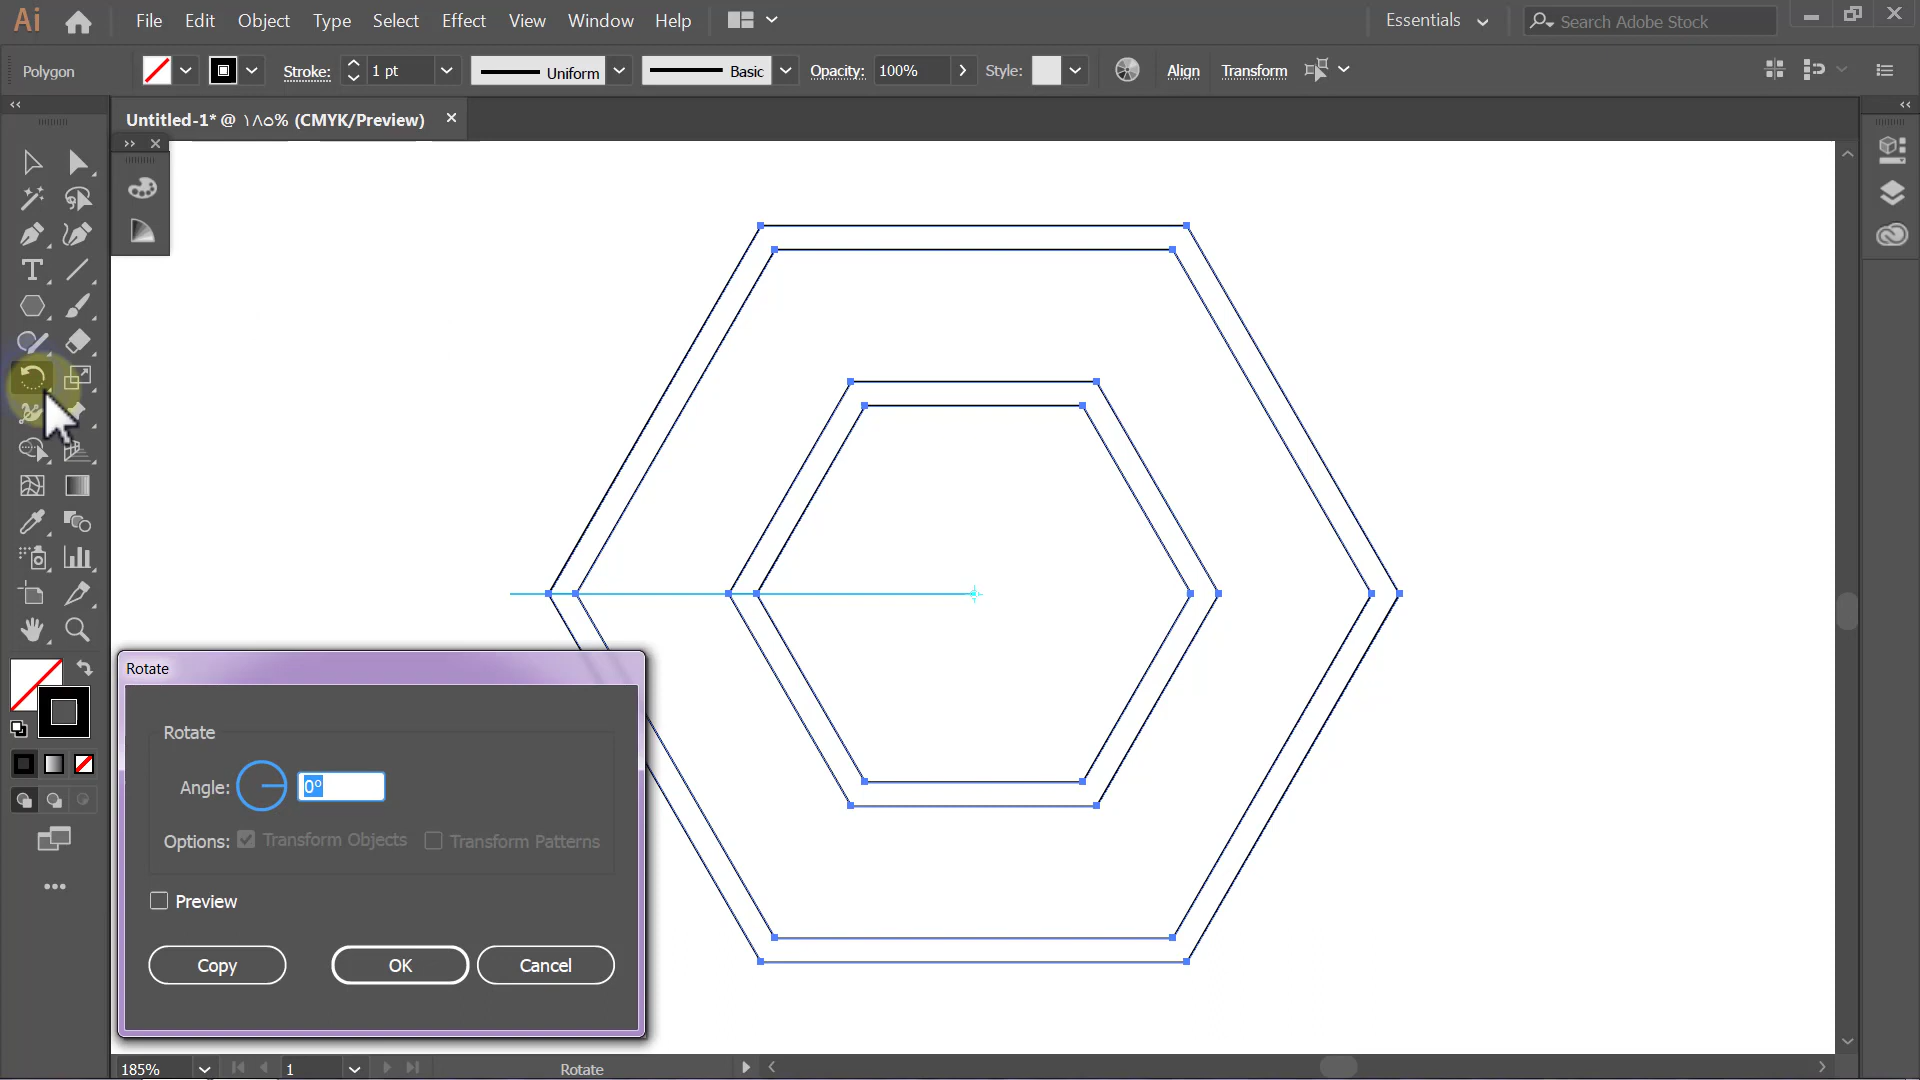 Ai File Edit Object Type Select Effect View Window Help Essentials Search Adobe Stock
Polygon Stroke: 1 pt Uniform Basic Opacity: 100% Style: Align Transform
Untitled-1* @ ١٨٥% (CMYK/Preview)
T
Rotate
Rotate
Angle: 0°
Options: Transform Objects Transform Patterns
Preview
Copy OK Cancel
185% 1 Rotate